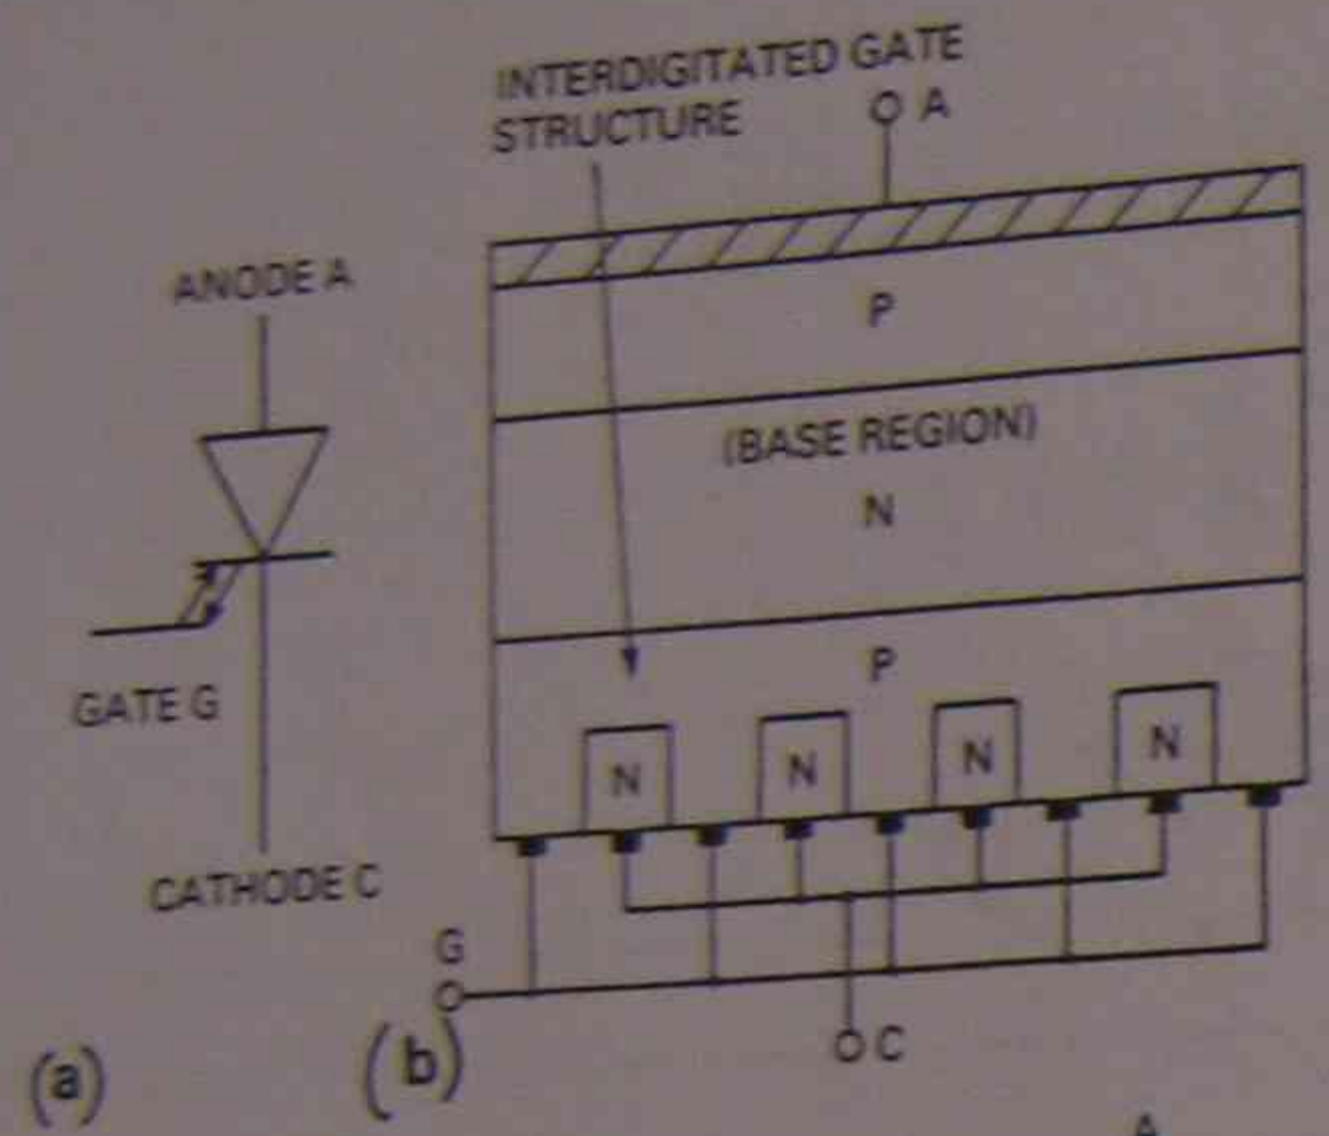 INTERDIGITATED GATE
STRUCTURE
A
ANODE A
P
(BASE REGION)
N
P
GATE G
N
N
N
N
CATHODE C
G
C
(a)
(b)
A